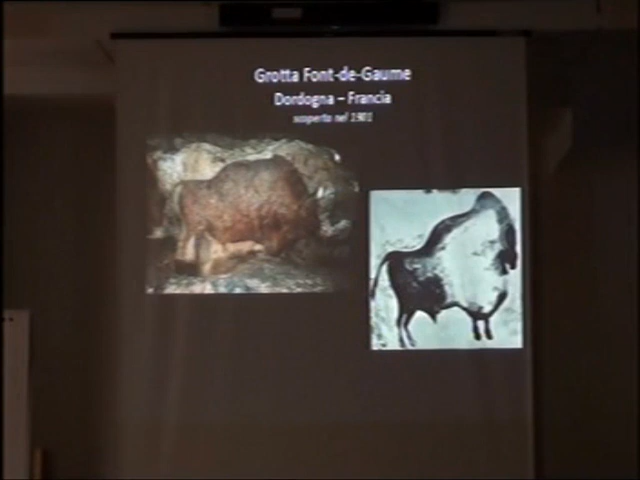 Grotta Font-de-Gaume
Dordogna – Francia
scoperta nel 1901